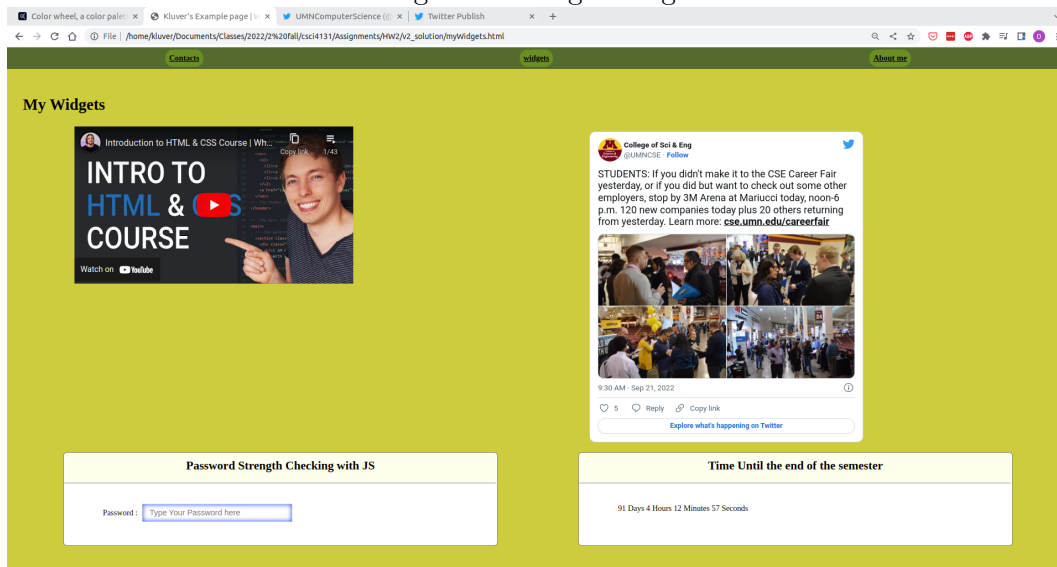 Color wheel, a color palet
Kluver's Example page | W
UMNComputerScience (@
Twitter Publish
File | /home/kluver/Documents/Classes/2022/2%20fall/csci4131/Assignments/HW2/v2_solution/myWidgets.html
Contacts
widgets
About me
My Widgets
Introduction to HTML & CSS Course | Wh...
Copy link
1/43
INTRO TO
HTML & CSS
COURSE
Watch on YouTube
College of Sci & Eng
@UMNCSE · Follow
STUDENTS: If you didn't make it to the CSE Career Fair
yesterday, or if you did but want to check out some other
employers, stop by 3M Arena at Mariucci today, noon-6
p.m. 120 new companies today plus 20 others returning
from yesterday. Learn more: cse.umn.edu/careerfair
9:30 AM · Sep 21, 2022
5 Reply Copy link
Explore what's happening on Twitter
Password Strength Checking with JS
Password : Type Your Password here
Time Until the end of the semester
91 Days 4 Hours 12 Minutes 57 Seconds